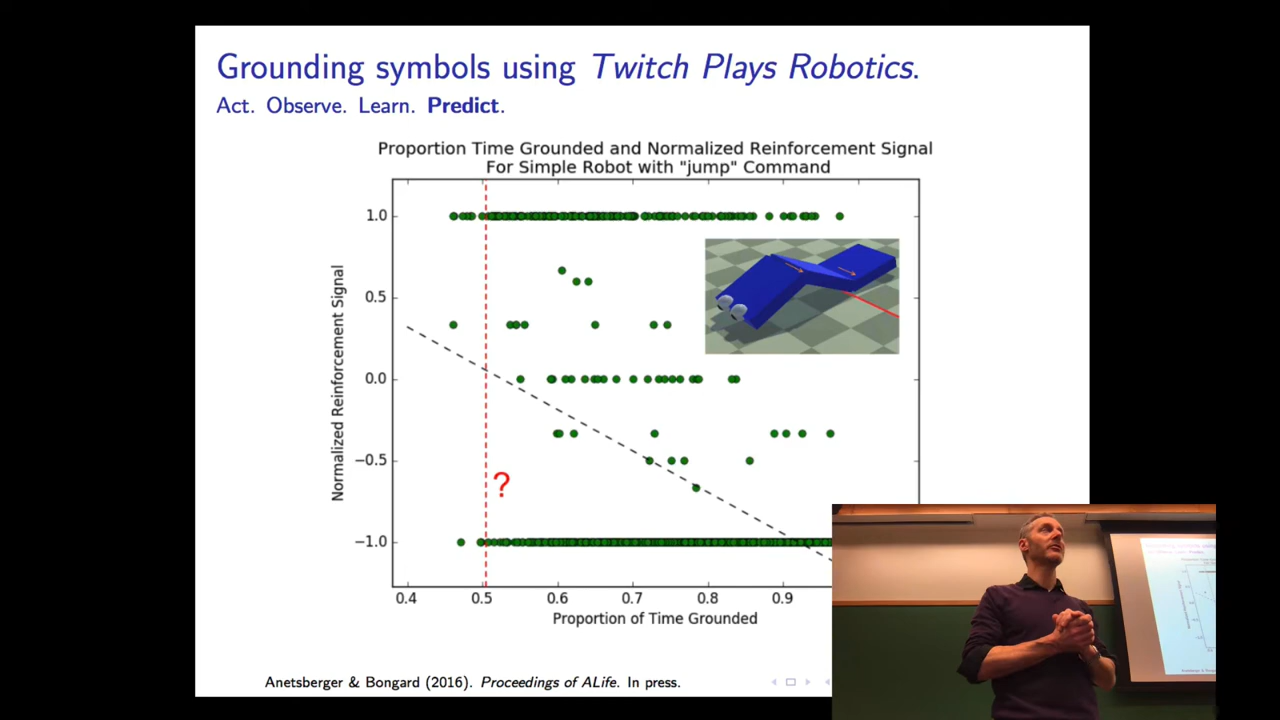 Grounding symbols using Twitch Plays Robotics.
Act. Observe. Learn. Predict.
Proportion Time Grounded and Normalized Reinforcement Signal
For Simple Robot with "jump" Command
Normalized Reinforcement Signal
1.0
0.5
0.0
−0.5
−1.0
?
0.4 0.5 0.6 0.7 0.8 0.9
Proportion of Time Grounded
Anetsberger & Bongard (2016). Proceedings of ALife. In press.